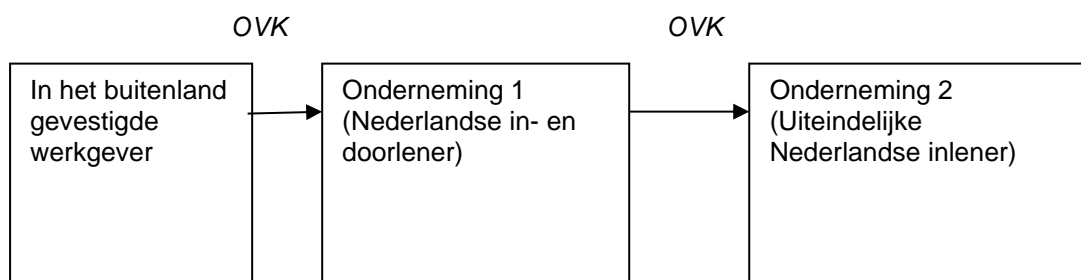 OVK
OVK
In het buitenland
gevestigde
werkgever
Onderneming 1
(Nederlandse in- en
doorlener)
Onderneming 2
(Uiteindelijke
Nederlandse inlener)